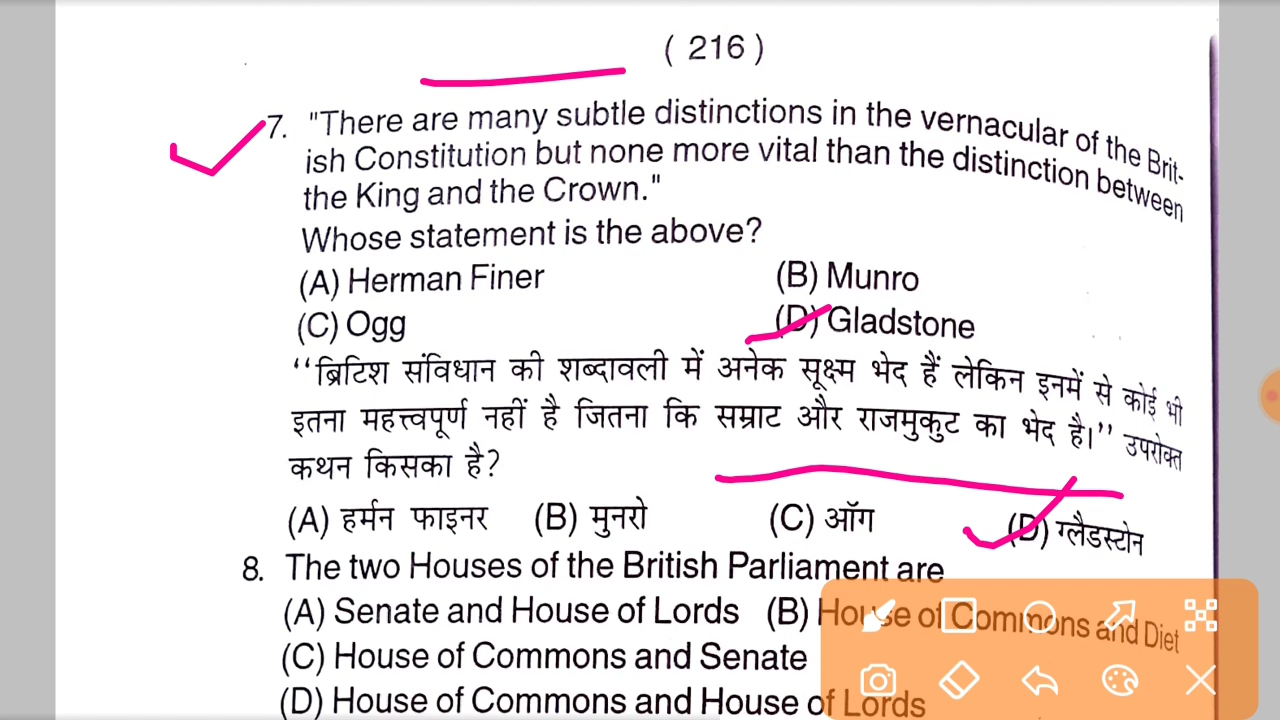 ( 216 )
7. "There are many subtle distinctions in the vernacular of the Brit-
ish Constitution but none more vital than the distinction between
the King and the Crown."
Whose statement is the above?
(A) Herman Finer (B) Munro
(C) Ogg (D) Gladstone
‘‘ब्रिटिश संविधान की शब्दावली में अनेक सूक्ष्म भेद हैं लेकिन इनमें से कोई भी
इतना महत्त्वपूर्ण नहीं है जितना कि सम्राट और राजमुकुट का भेद है।’’ उपरोक्त
कथन किसका है?
(A) हर्मन फाइनर (B) मुनरो (C) ऑग (D) ग्लैडस्टोन
8. The two Houses of the British Parliament are
(A) Senate and House of Lords (B) House of Commons and Diet
(C) House of Commons and Senate
(D) House of Commons and House of Lords